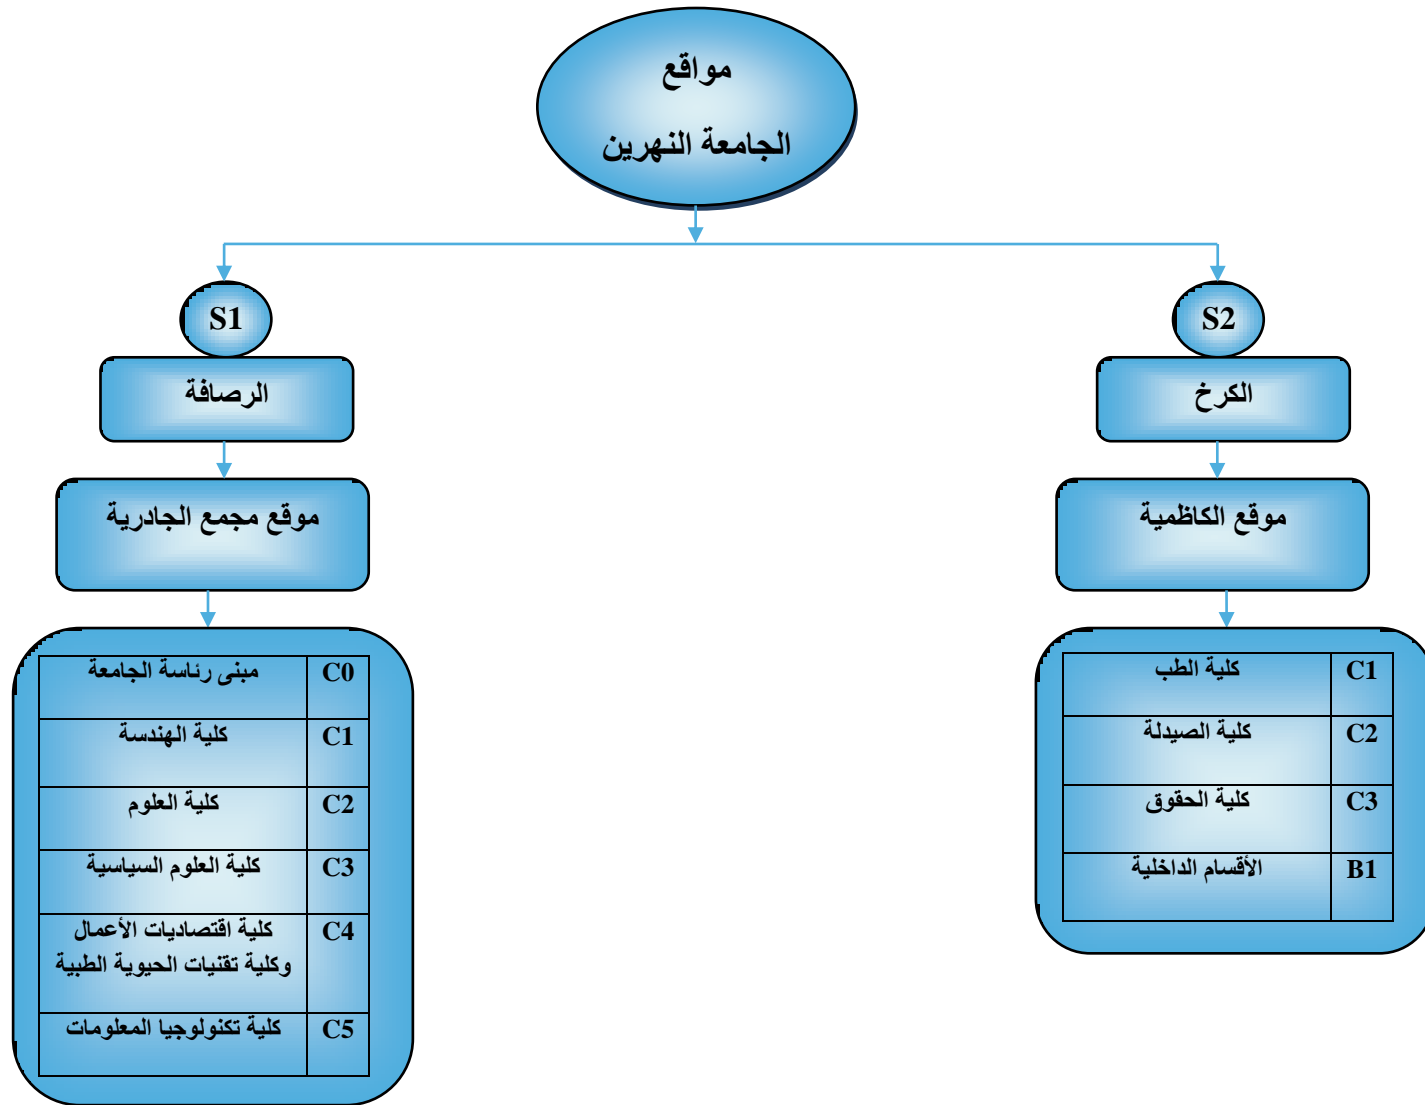 مواقع
الجامعة النهرين
S1
الرصافة
موقع مجمع الجادرية
C0 مبنى رئاسة الجامعة
C1 كلية الهندسة
C2 كلية العلوم
C3 كلية العلوم السياسية
C4 كلية اقتصاديات الأعمال
وكلية تقنيات الحيوية الطبية
C5 كلية تكنولوجيا المعلومات
S2
الكرخ
موقع الكاظمية
C1 كلية الطب
C2 كلية الصيدلة
C3 كلية الحقوق
B1 الأقسام الداخلية